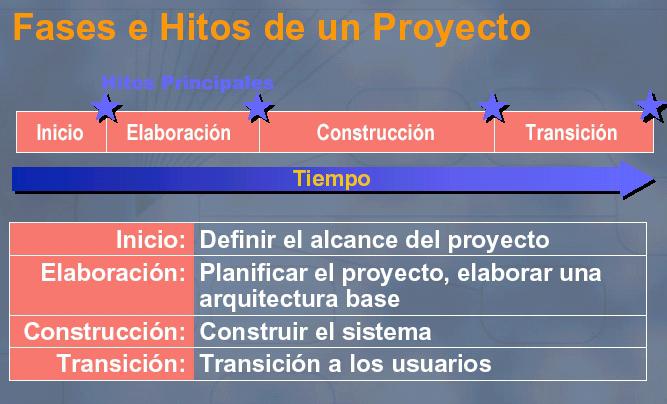 Fases e Hitos de un Proyecto
Hitos Principales
Inicio Elaboración Construcción Transición
Tiempo
Inicio: Definir el alcance del proyecto
Elaboración: Planificar el proyecto, elaborar una
arquitectura base
Construcción: Construir el sistema
Transición: Transición a los usuarios